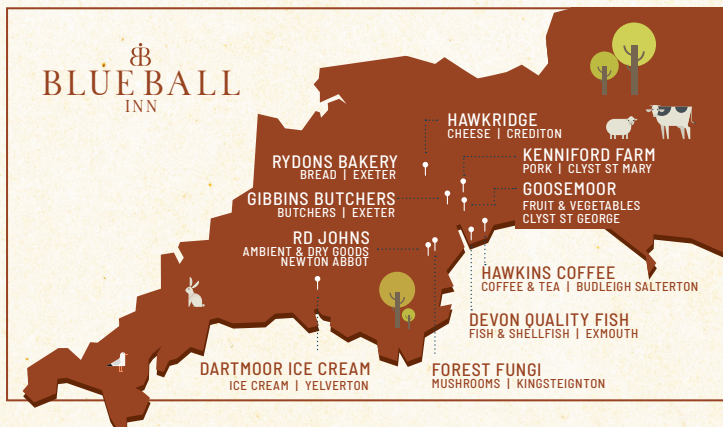 BLUE BALL
INN
HAWKRIDGE
CHEESE | CREDITON
RYDONS BAKERY
BREAD | EXETER
KENNIFORD FARM
PORK | CLYST ST MARY
GIBBINS BUTCHERS
BUTCHERS | EXETER
GOOSEMOOR
FRUIT & VEGETABLES
CLYST ST GEORGE
RD JOHNS
AMBIENT & DRY GOODS
NEWTON ABBOT
HAWKINS COFFEE
COFFEE & TEA | BUDLEIGH SALTERTON
DEVON QUALITY FISH
FISH & SHELLFISH | EXMOUTH
DARTMOOR ICE CREAM
ICE CREAM | YELVERTON
FOREST FUNGI
MUSHROOMS | KINGSTEIGNTON